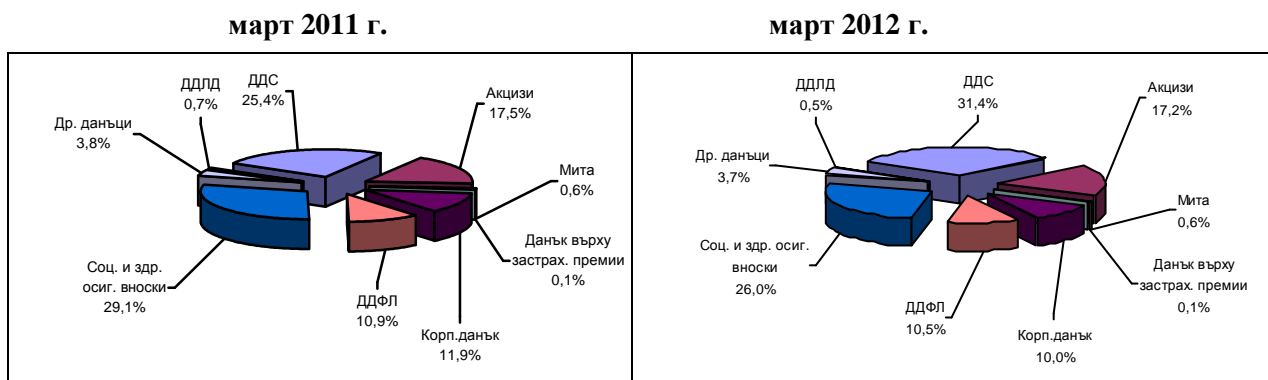 март 2011 г.
март 2012 г.
ДДЛД
0,7%
ДДС
25,4%
Акцизи
17,5%
Др. данъци
3,8%
Мита
0,6%
Данък върху
застрах. премии
0,1%
Соц. и здр.
осиг. вноски
29,1%
ДДФЛ
10,9%
Корп.данък
11,9%
ДДЛД
0,5%
ДДС
31,4%
Акцизи
17,2%
Др. данъци
3,7%
Мита
0,6%
Соц. и здр. осиг.
вноски
26,0%
Данък върху
застрах. премии
0,1%
ДДФЛ
10,5%
Корп.данък
10,0%